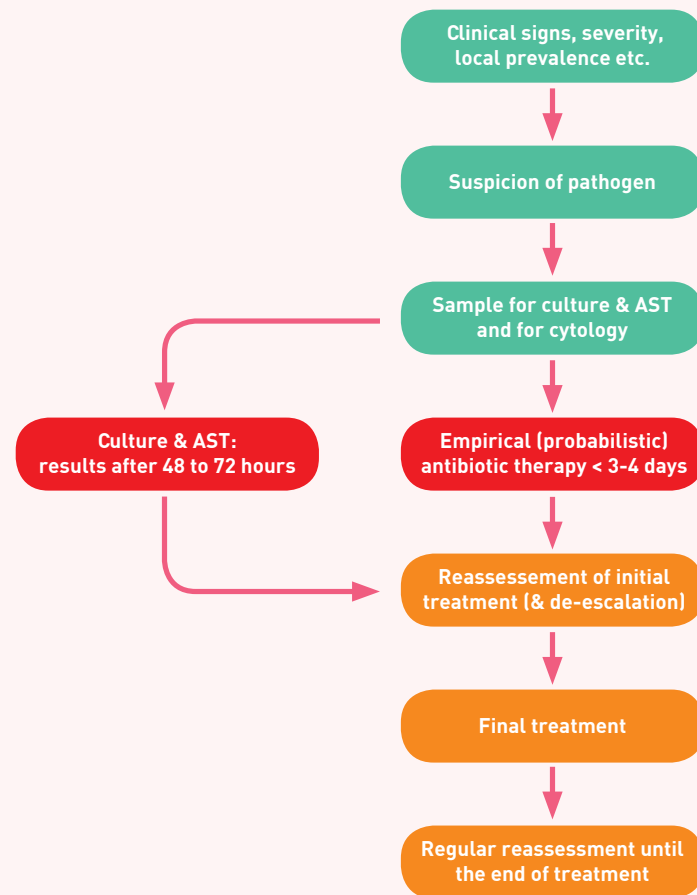 Clinical signs, severity,
local prevalence etc.
Suspicion of pathogen
Sample for culture & AST
and for cytology
Culture & AST:
results after 48 to 72 hours
Empirical (probabilistic)
antibiotic therapy < 3-4 days
Reassessement of initial
treatment (& de-escalation)
Final treatment
Regular reassessment until
the end of treatment